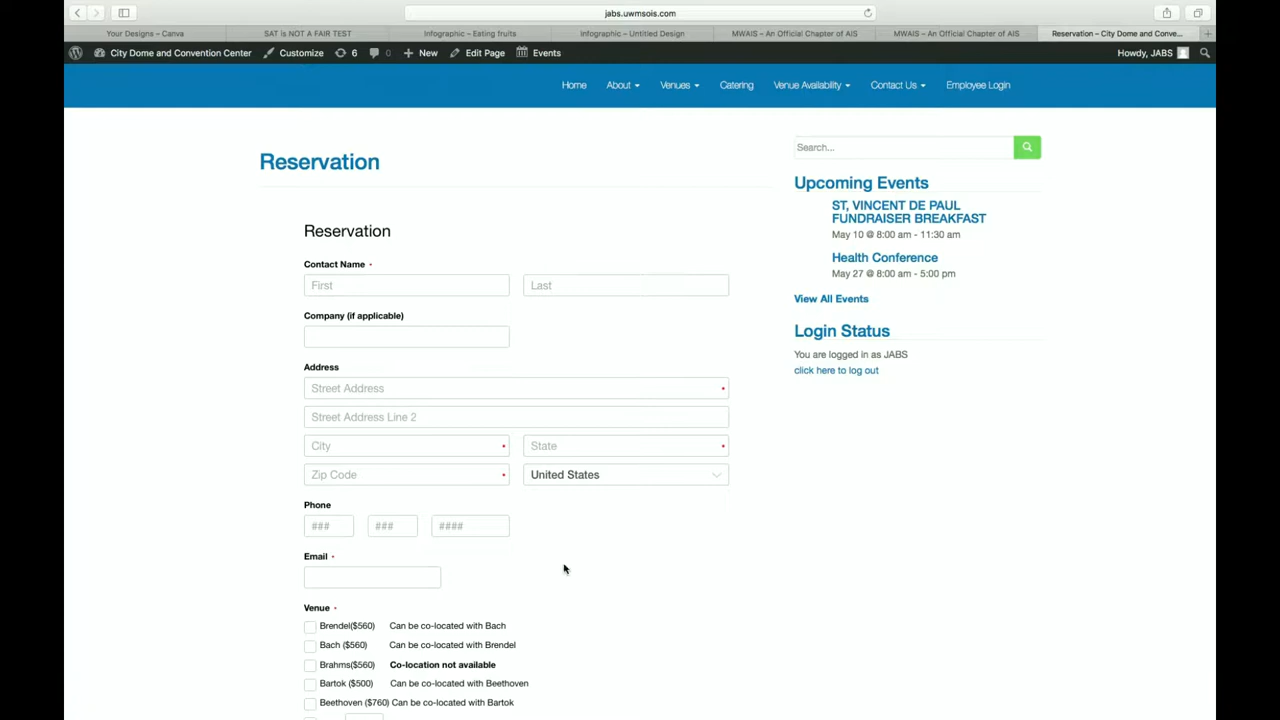 jabs.uwmsois.com
Your Designs – Canva
SAT is NOT A FAIR TEST
Infographic – Eating fruits
Infographic – Untitled Design
MWAIS – An Official Chapter of AIS
MWAIS – An Official Chapter of AIS
Reservation – City Dome and Conve...
City Dome and Convention Center
Customize
6
0
New
Edit Page
Events
Howdy, JABS
Home
About
Venues
Catering
Venue Availability
Contact Us
Employee Login
Reservation
Reservation
Contact Name *
First
Last
Company (if applicable)
Address
Street Address *
Street Address Line 2
City *
State *
Zip Code *
United States
Phone
###
###
####
Email *
Venue *
Brendel($560) Can be co-located with Bach
Bach ($560) Can be co-located with Brendel
Brahms($560) Co-location not available
Bartok ($500) Can be co-located with Beethoven
Beethoven ($760) Can be co-located with Bartok
Search...
Upcoming Events
ST, VINCENT DE PAUL
FUNDRAISER BREAKFAST
May 10 @ 8:00 am - 11:30 am
Health Conference
May 27 @ 8:00 am - 5:00 pm
View All Events
Login Status
You are logged in as JABS
click here to log out